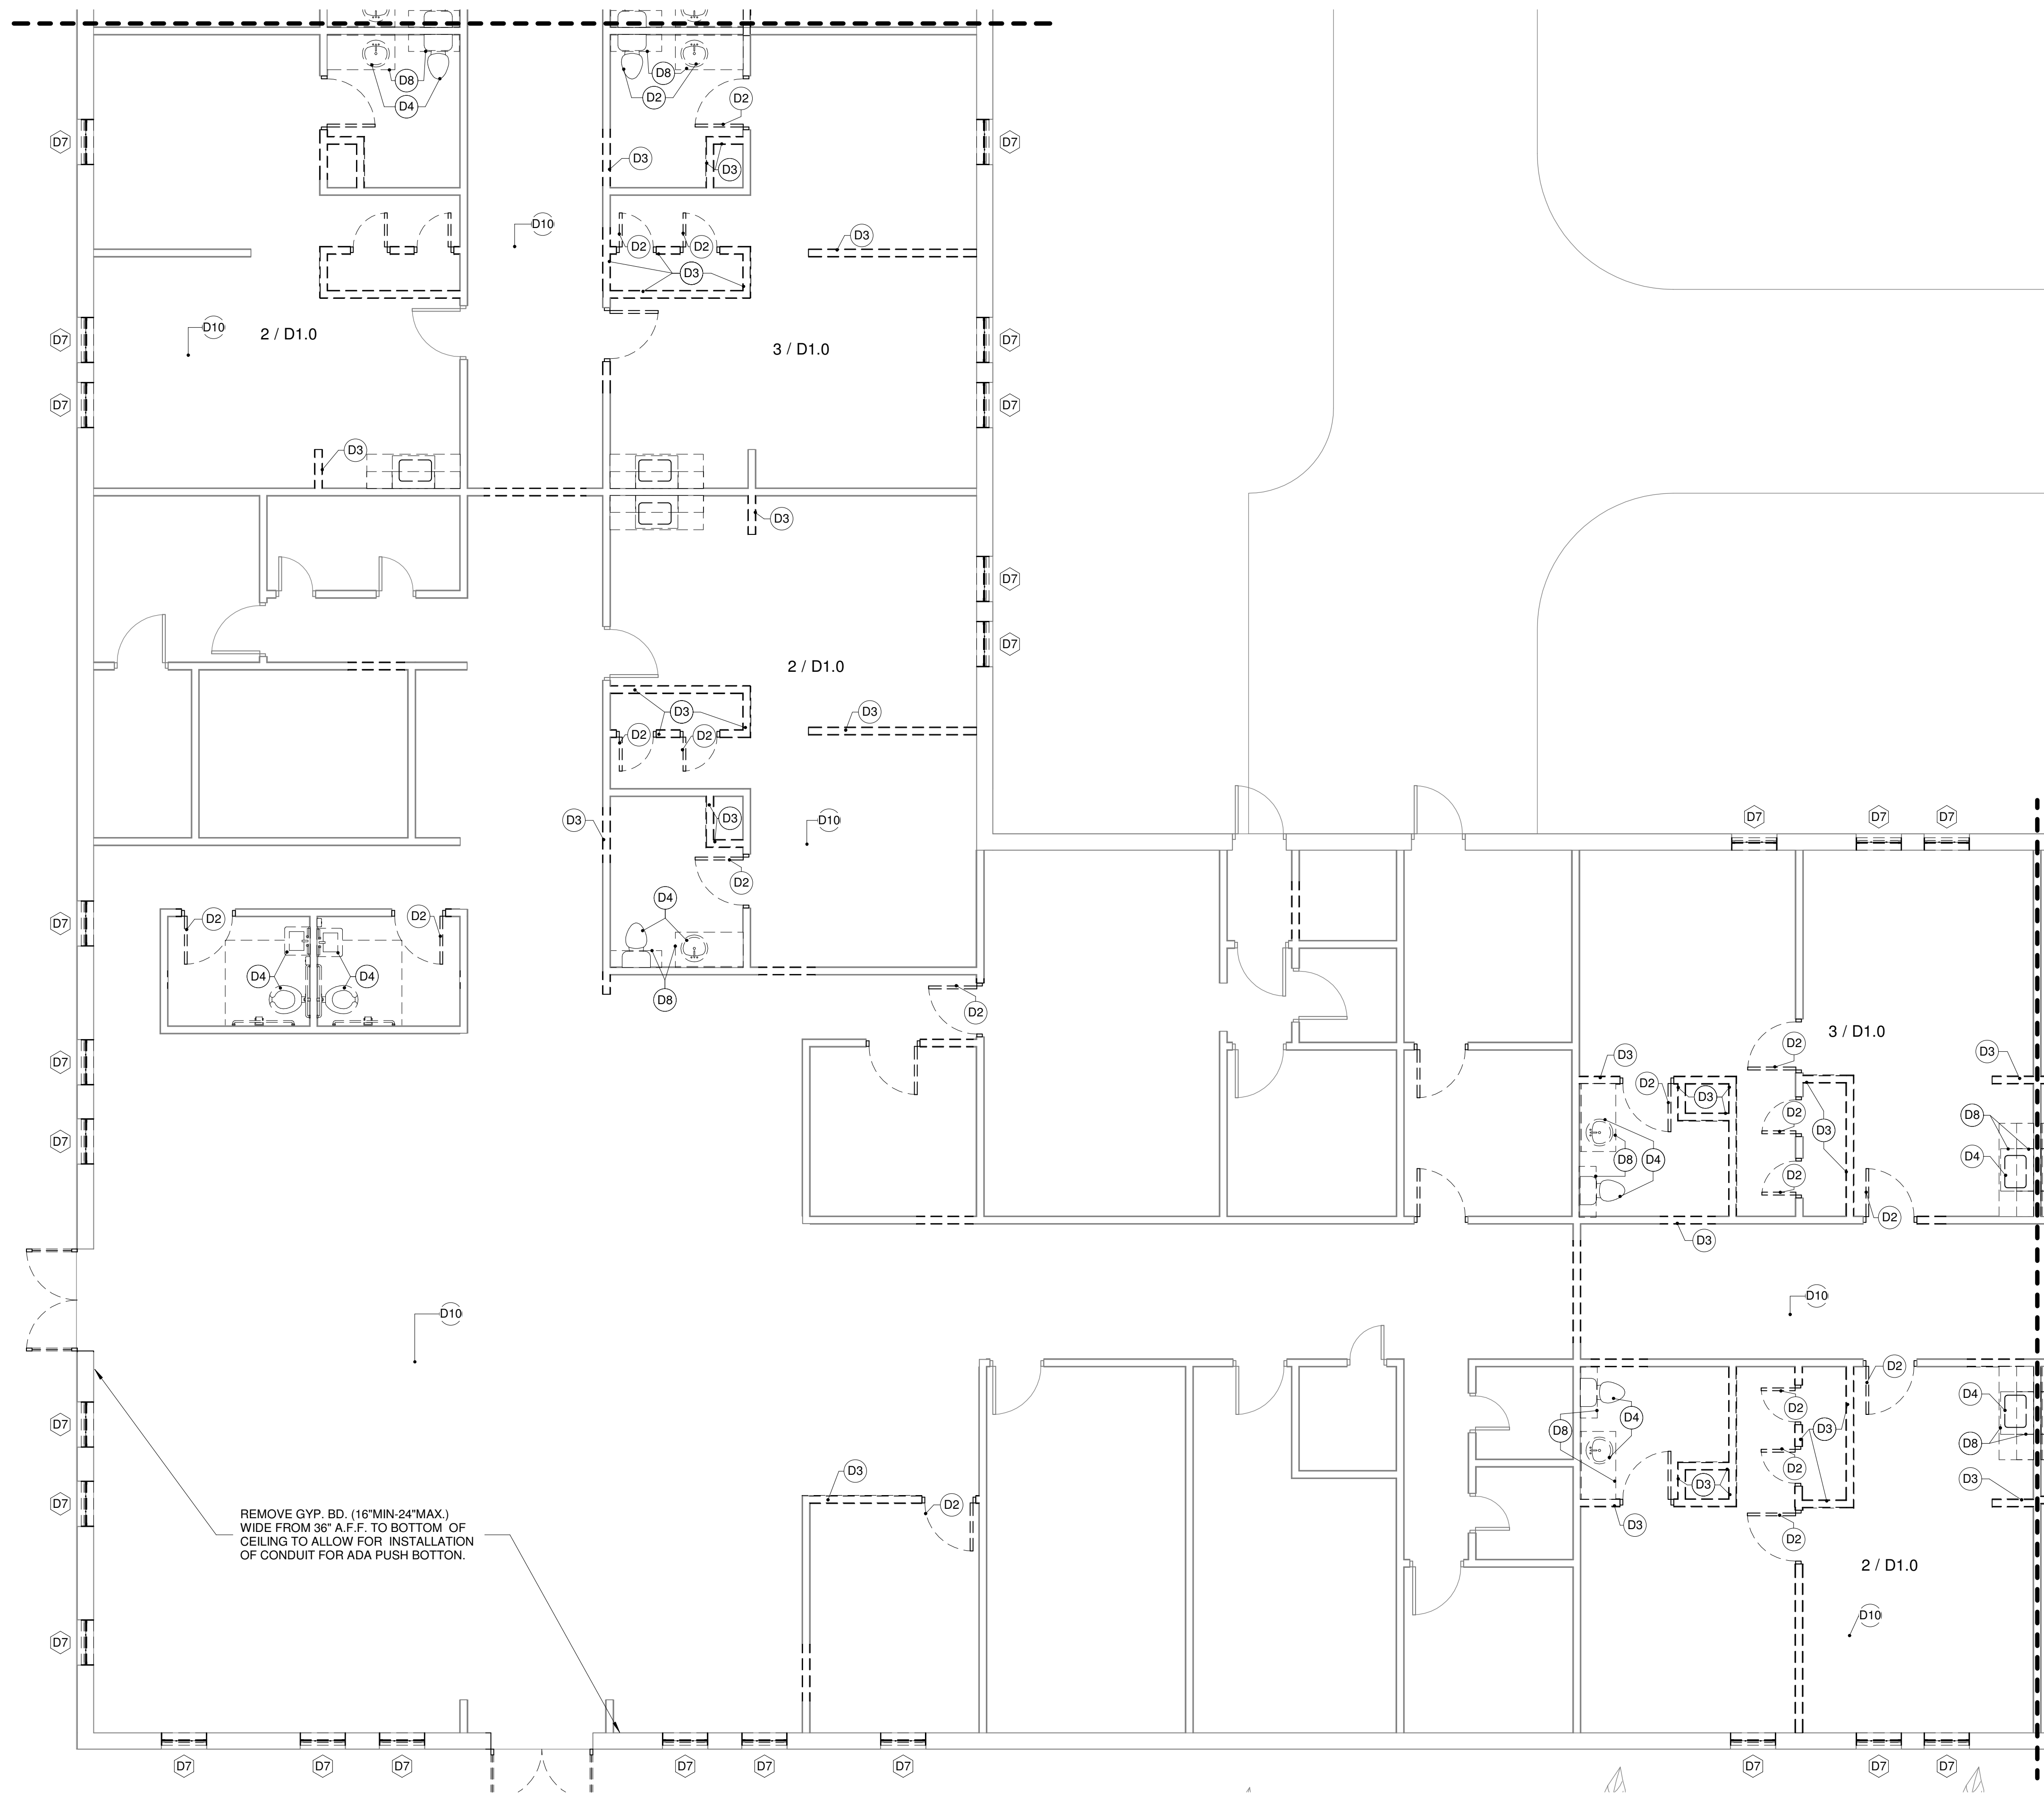 D8
D8
D4
D2
D2
D7
D7
D3
D3
D10
D3
D2
D2
D3
D10
2 / D1.0
3 / D1.0
D7
D7
D7
D7
D3
D3
D7
D7
2 / D1.0
D3
D3
D2
D2
D3
D3
D10
D7
D7
D7
D2
D4
D7
D2
D2
D4
D4
D8
D2
3 / D1.0
D2
D3
D3
D7
D2
D3
D2
D8
D3
D7
D8
D4
D4
D2
D2
D3
D10
D10
D2
D4
D2
D7
D4
D3
D8
D8
D3
D2
D3
D3
D7
D2
D3
D2
REMOVE GYP. BD. (16"MIN-24"MAX.)
WIDE FROM 36" A.F.F. TO BOTTOM OF
CEILING TO ALLOW FOR INSTALLATION
OF CONDUIT FOR ADA PUSH BOTTON.
2 / D1.0
D10
D7
D7
D7
D7
D7
D7
D7
D7
D7
D7